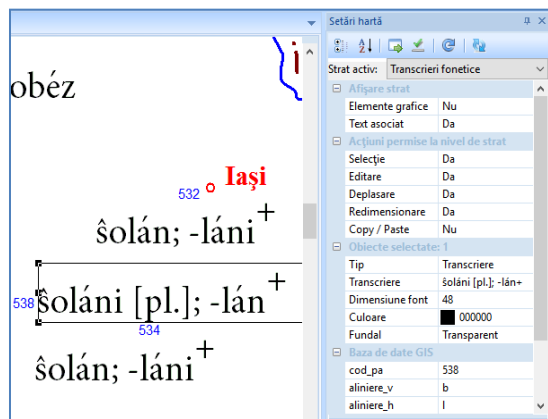 Setări hartă
Strat activ: Transcrieri fonetice
Afișare strat
Elemente grafice Nu
Text asociat Da
Acțiuni permise la nivel de strat
Selecție Da
Editare Da
Deplasare Da
Redimensionare Da
Copy / Paste Nu
Obiecte selectate: 1
Tip Transcriere
Transcriere ŝoláni [pl.]; -lán+
Dimensiune font 48
Culoare 000000
Fundal Transparent
Baza de date GIS
cod_pa 538
aliniere_v b
aliniere_h l
obéz
Iași
532
ŝolán; -láni+
538 ŝoláni [pl.]; -lán+
534
ŝolán; -láni+